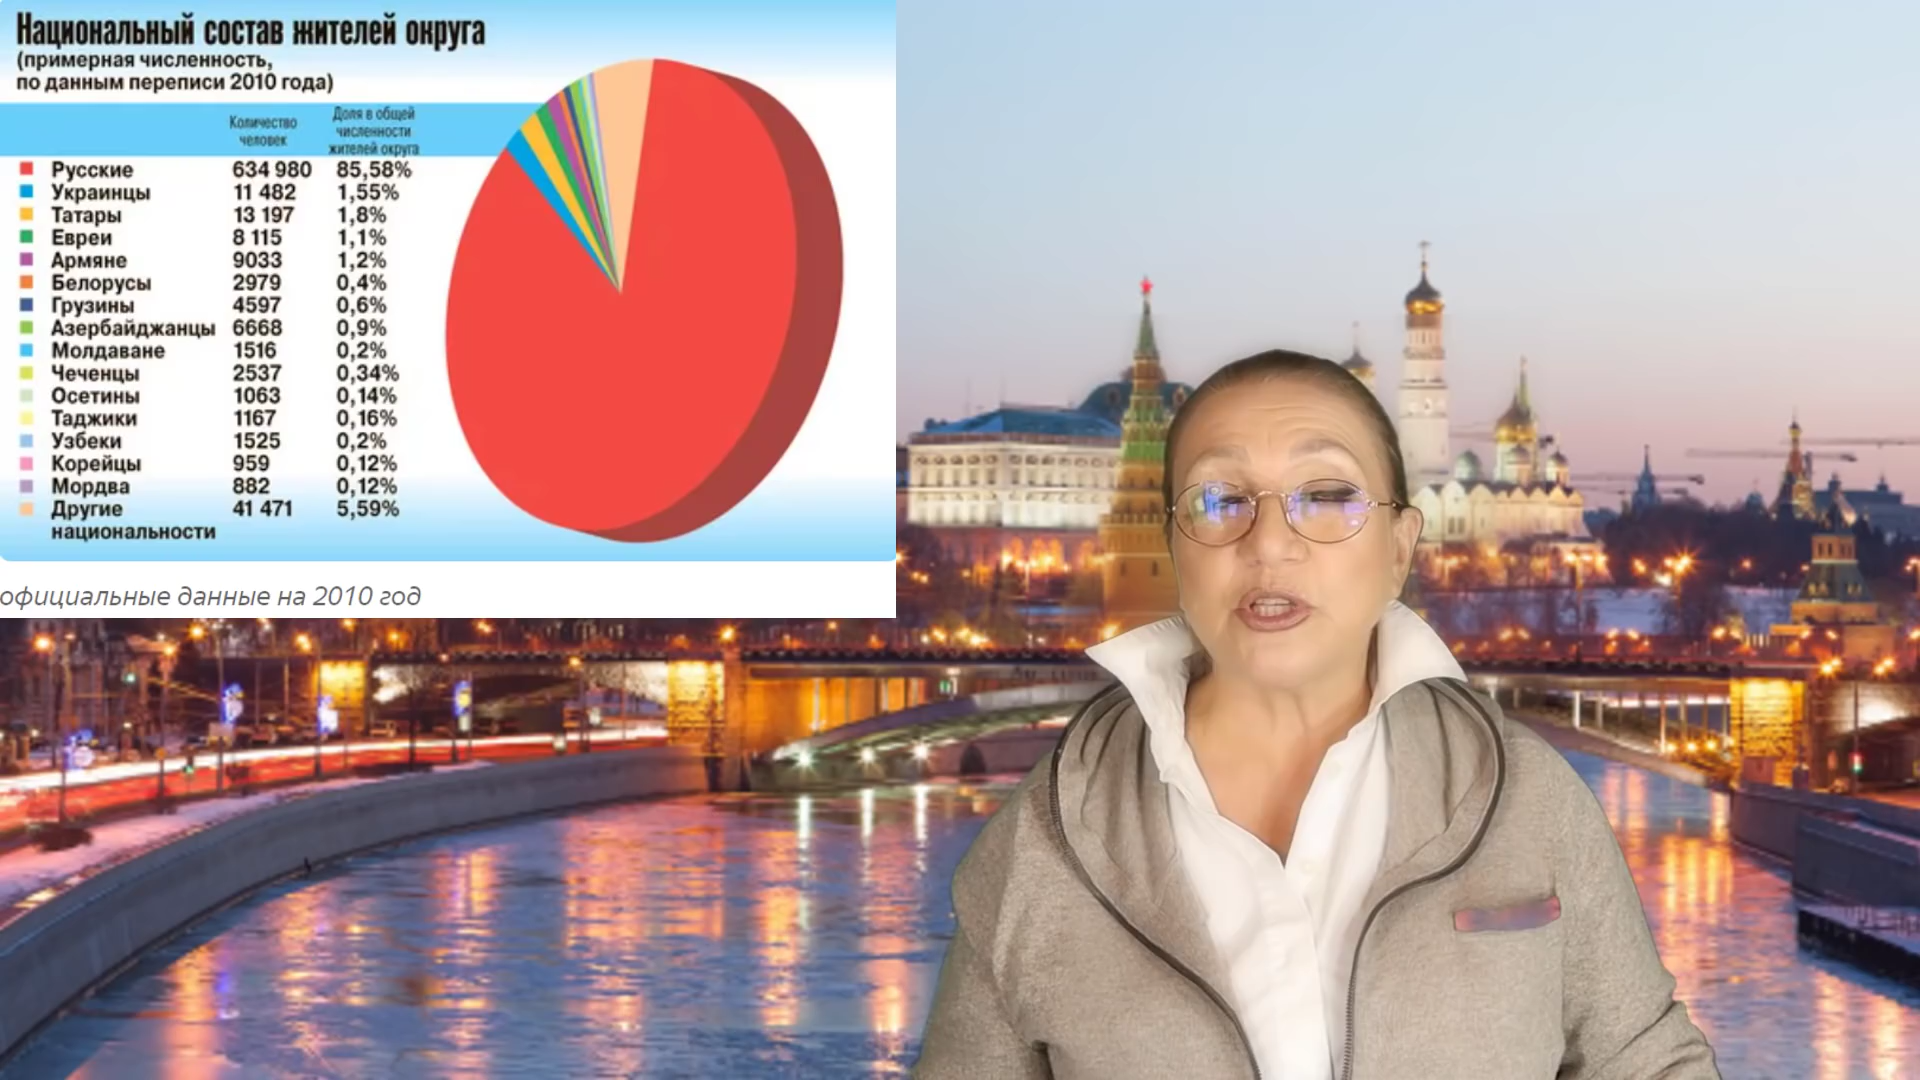 Национальный состав жителей округа
(примерная численность,
по данным переписи 2010 года)
Количество человек
Доля в общей численности жителей округа
Русские 634 980 85,58%
Украинцы 11 482 1,55%
Татары 13 197 1,8%
Евреи 8 115 1,1%
Армяне 9033 1,2%
Белорусы 2979 0,4%
Грузины 4597 0,6%
Азербайджанцы 6668 0,9%
Молдаване 1516 0,2%
Чеченцы 2537 0,34%
Осетины 1063 0,14%
Таджики 1167 0,16%
Узбеки 1525 0,2%
Корейцы 959 0,12%
Мордва 882 0,12%
Другие 41 471 5,59%
национальности
официальные данные на 2010 год